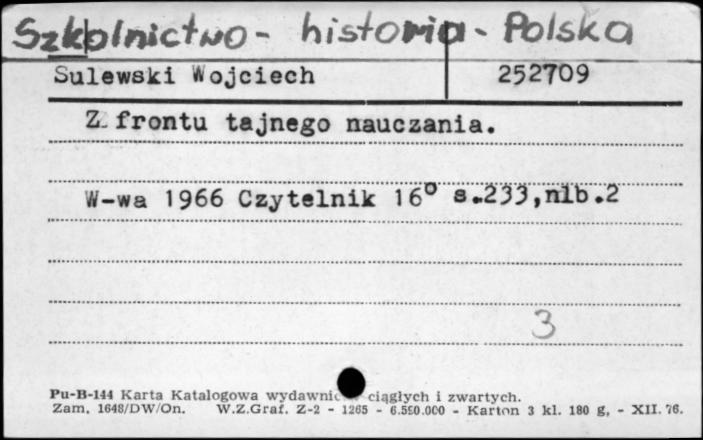 Szkolnictwo - historia - Polska
Sulewski Wojciech 252709
Z frontu tajnego nauczania.
W-wa 1966 Czytelnik 16° s.233,nlb.2
3
Pu-B-144 Karta Katalogowa wydawnic ciągłych i zwartych.
Zam. 1648/DW/On. W.Z.Graf. Z-2 - 1265 - 6.550.000 - Karton 3 kl. 180 g, - XII. 76.